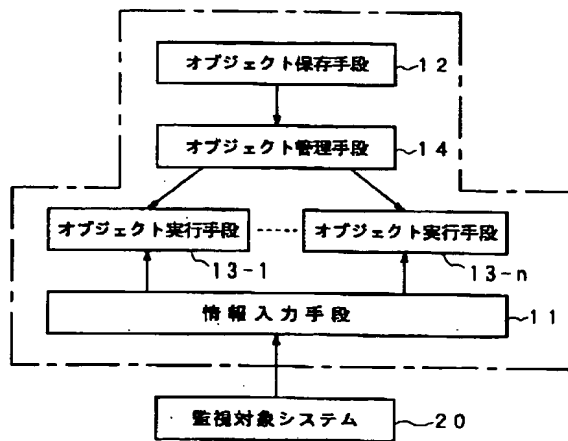 オブジェクト保存手段 12
オブジェクト管理手段 14
オブジェクト実行手段 オブジェクト実行手段
13-1 13-n
情報入力手段 11
監視対象システム 20